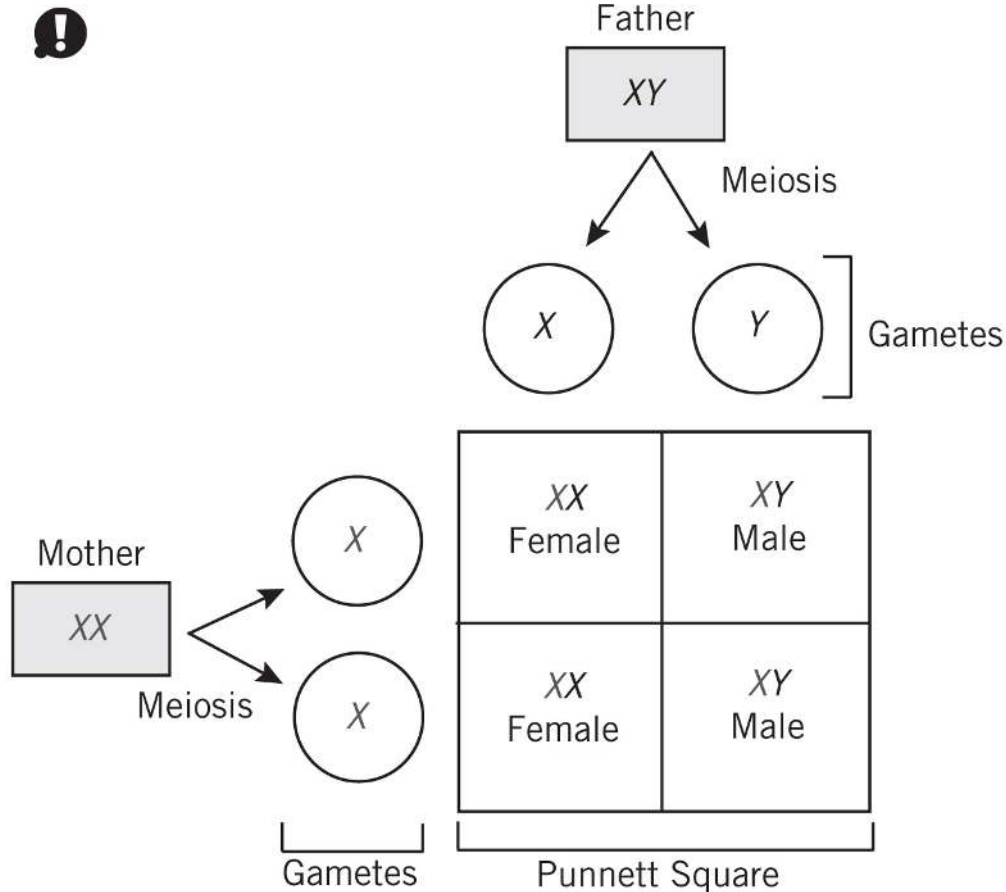 !
Father
XY
Meiosis
X
Y
Gametes
Mother
XX
Meiosis
X
X
XX
Female
XY
Male
XX
Female
XY
Male
Gametes
Punnett Square